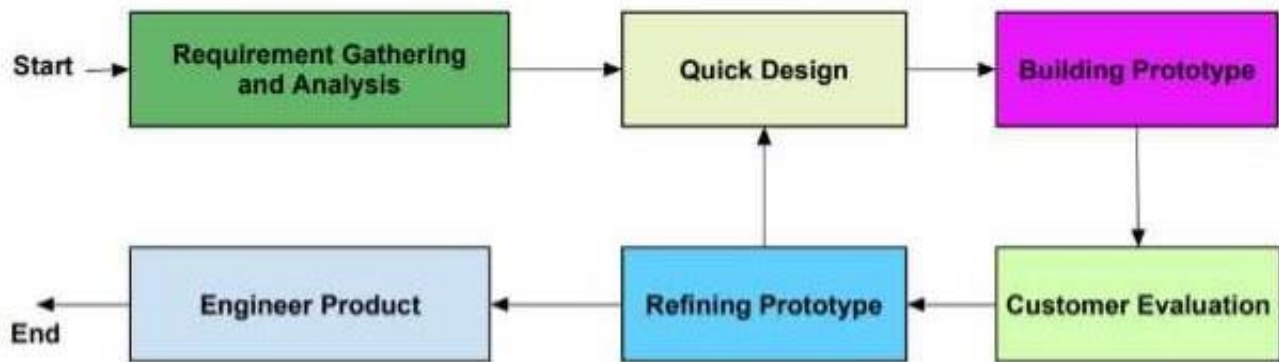 Start
Requirement Gathering
and Analysis
Quick Design
Building Prototype
Engineer Product
Refining Prototype
Customer Evaluation
End